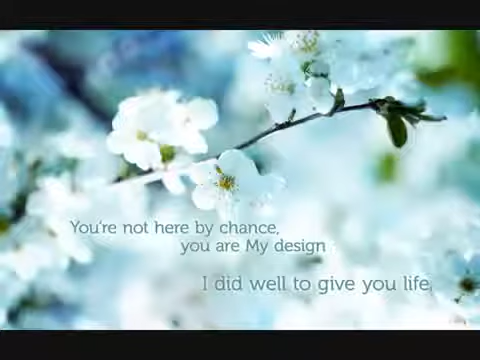 You're not here by chance,
you are My design
I did well to give you life.